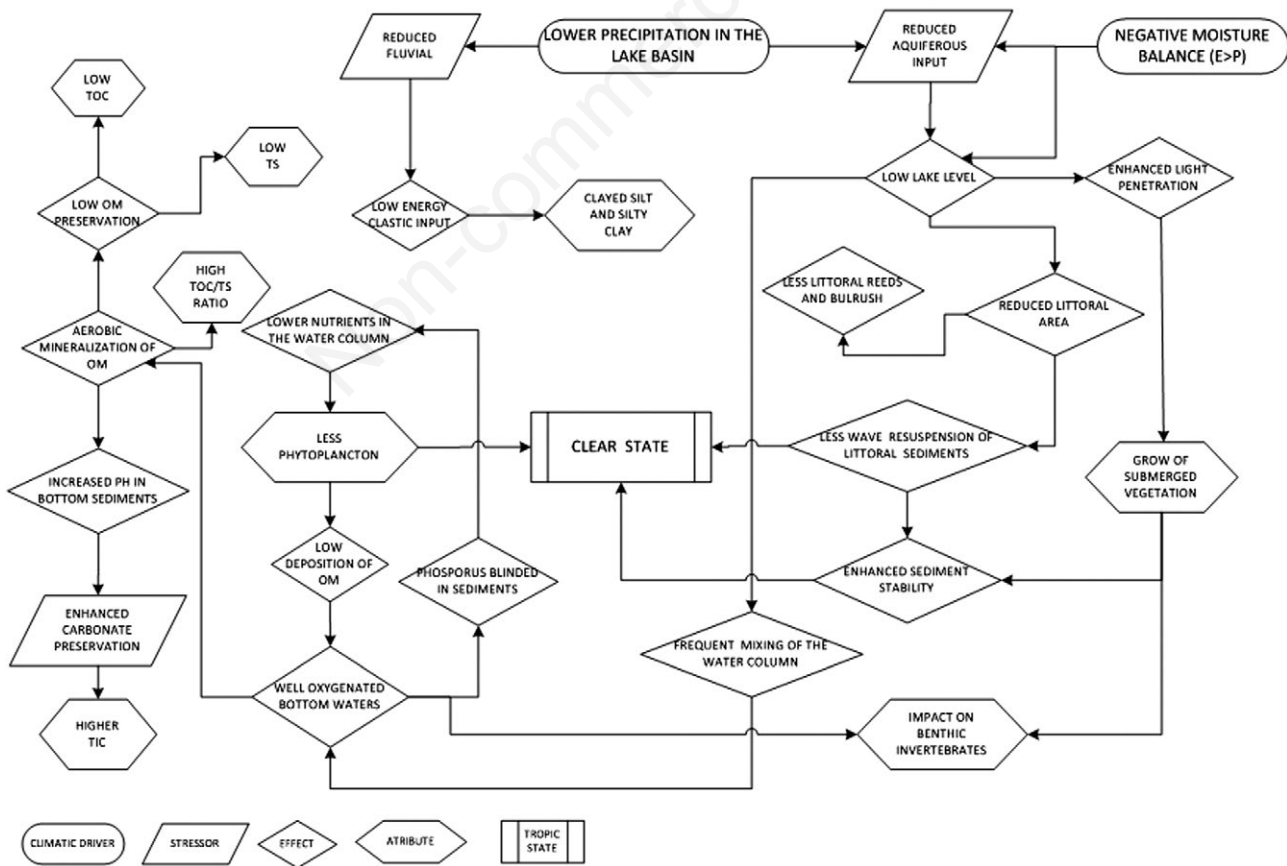 REDUCED
FLUVIAL
LOWER PRECIPITATION IN THE
LAKE BASIN
REDUCED
AQUIFEROUS
INPUT
NEGATIVE MOISTURE
BALANCE (E>P)
LOW
TOC
LOW
TS
LOW OM
PRESERVATION
LOW ENERGY
CLASTIC INPUT
CLAYED SILT
AND SILTY
CLAY
LOW LAKE LEVEL
ENHANCED LIGHT
PENETRATION
HIGH
TOC/TS
RATIO
LESS LITTORAL REEDS
AND BULRUSH
REDUCED LITTORAL
AREA
AEROBIC
MINERALIZATION OF
OM
LOWER NUTRIENTS IN
THE WATER COLUMN
LESS
PHYTOPLANCTON
CLEAR STATE
LESS WAVE RESUSPENSION OF
LITTORAL SEDIMENTS
GROW OF
SUBMERGED
VEGETATION
INCREASED PH IN
BOTTOM SEDIMENTS
LOW
DEPOSITION OF
OM
PHOSPORUS BLINDED
IN SEDIMENTS
ENHANCED SEDIMENT
STABILITY
ENHANCED
CARBONATE
PRESERVATION
FREQUENT MIXING OF THE
WATER COLUMN
WELL OXYGENATED
BOTTOM WATERS
HIGHER
TIC
IMPACT ON
BENTHIC
INVERTEBRATES
CLIMATIC DRIVER
STRESSOR
EFFECT
ATRIBUTE
TROPIC
STATE
Non-commerc